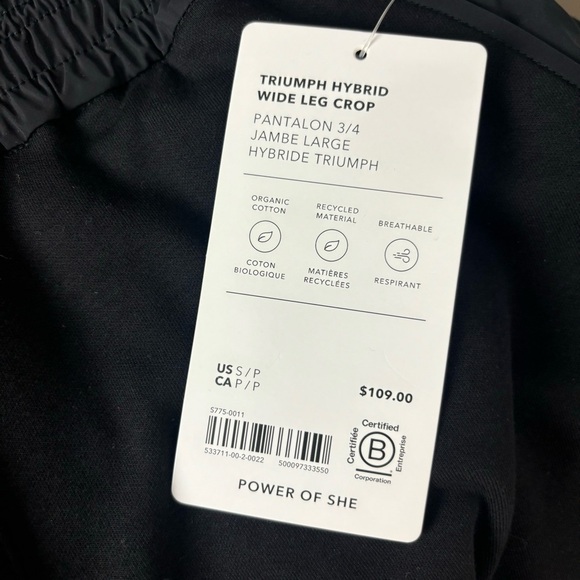 TRIUMPH HYBRID
WIDE LEG CROP
PANTALON 3/4
JAMBE LARGE
HYBRIDE TRIUMPH
ORGANIC
COTTON
COTON
BIOLOGIQUE
RECYCLED
MATERIAL
MATIÈRES
RECYCLÉES
BREATHABLE
RESPIRANT
US S / P
CA P / P
$109.00
S775-0011
533711-00-2-0022 500097333550
Certified
Certifiée
B
Entreprise
Corporation
POWER OF SHE